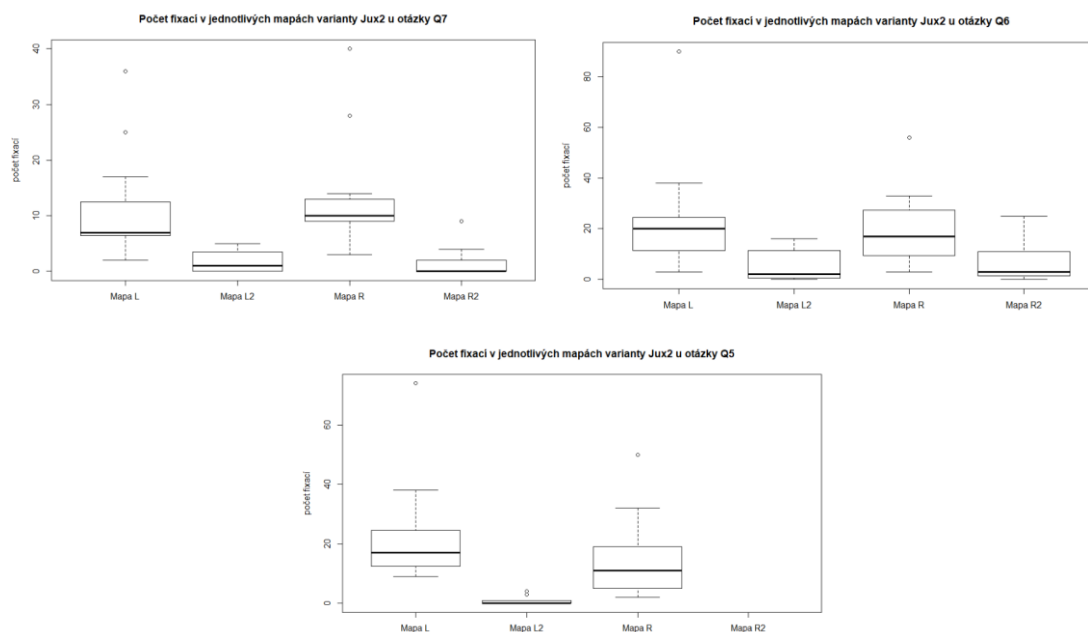 Počet fixací v jednotlivých mapách varianty Jux2 u otázky Q7
počet fixací
40
30
20
10
0
Mapa L Mapa L2 Mapa R Mapa R2
Počet fixací v jednotlivých mapách varianty Jux2 u otázky Q6
počet fixací
80
60
40
20
0
Mapa L Mapa L2 Mapa R Mapa R2
Počet fixací v jednotlivých mapách varianty Jux2 u otázky Q5
počet fixací
60
40
20
0
Mapa L Mapa L2 Mapa R Mapa R2